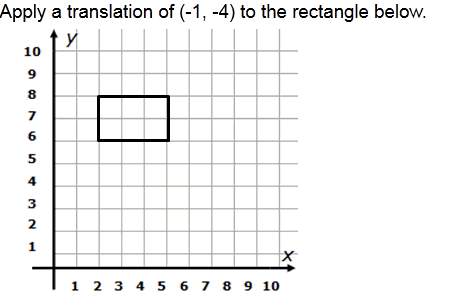 Apply a translation of (-1, -4) to the rectangle below.
y
10
9
8
7
6
5
4
3
2
1
x
1 2 3 4 5 6 7 8 9 10